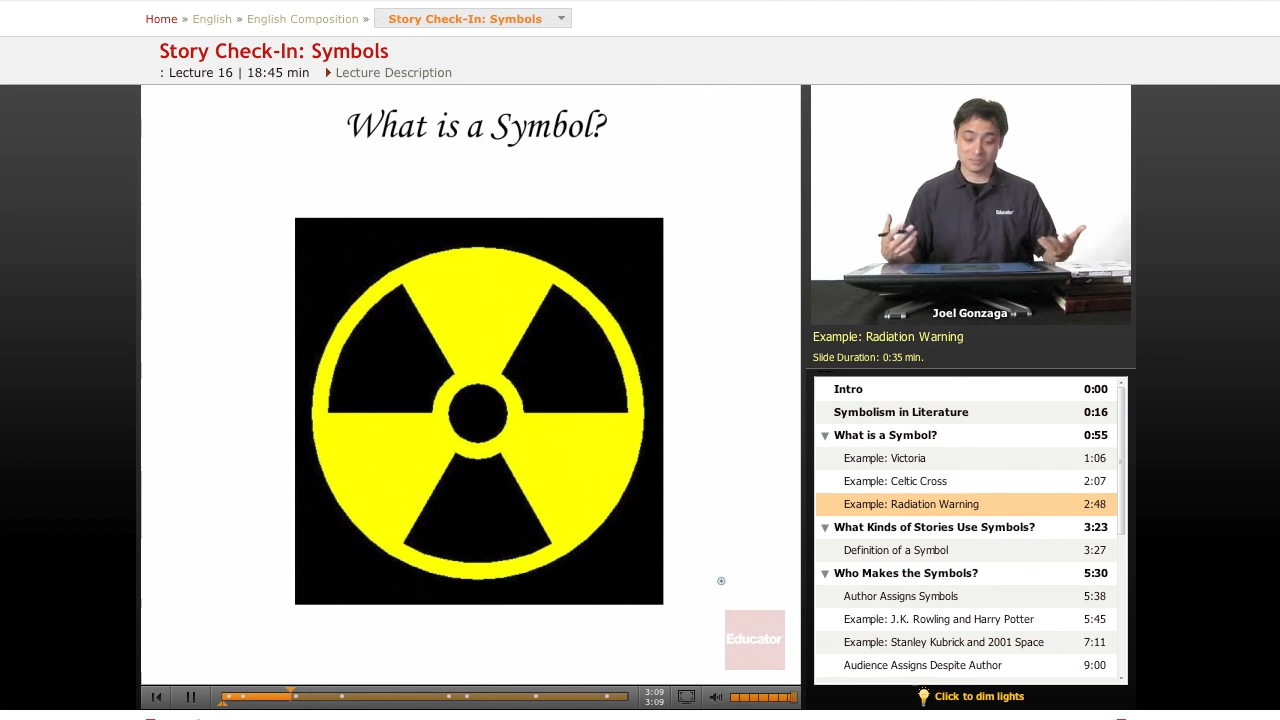 Home » English » English Composition » Story Check-In: Symbols
Story Check-In: Symbols
: Lecture 16 | 18:45 min Lecture Description
What is a Symbol?
Educator
Educator
Joel Gonzaga
Example: Radiation Warning
Slide Duration: 0:35 min.
Intro 0:00
Symbolism in Literature 0:16
What is a Symbol? 0:55
Example: Victoria 1:06
Example: Celtic Cross 2:07
Example: Radiation Warning 2:48
What Kinds of Stories Use Symbols? 3:23
Definition of a Symbol 3:27
Who Makes the Symbols? 5:30
Author Assigns Symbols 5:38
Example: J.K. Rowling and Harry Potter 5:45
Example: Stanley Kubrick and 2001 Space 7:11
Audience Assigns Despite Author 9:00
3:09
3:09
Click to dim lights